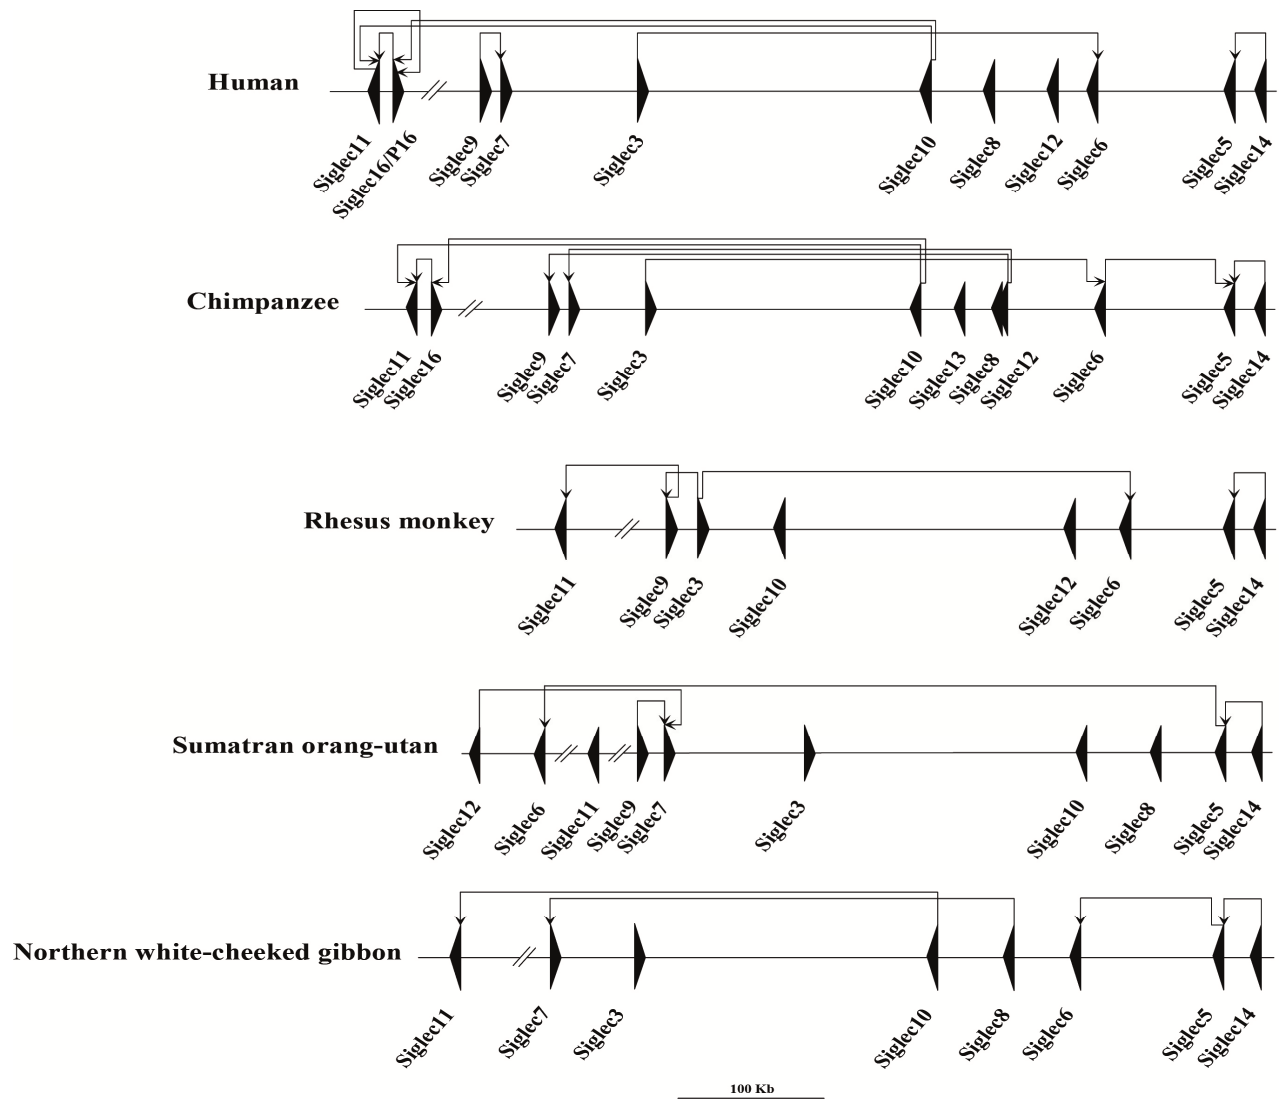 Human
Siglec11 Siglec16/P16 Siglec9 Siglec7 Siglec3 Siglec10 Siglec8 Siglec12 Siglec6 Siglec5 Siglec14
Chimpanzee
Siglec11 Siglec16 Siglec9 Siglec7 Siglec3 Siglec10 Siglec13 Siglec8 Siglec12 Siglec6 Siglec5 Siglec14
Rhesus monkey
Siglec11 Siglec9 Siglec3 Siglec10 Siglec12 Siglec6 Siglec5 Siglec14
Sumatran orang-utan
Siglec12 Siglec6 Siglec11 Siglec9 Siglec7 Siglec3 Siglec10 Siglec8 Siglec5 Siglec14
Northern white-cheeked gibbon
Siglec11 Siglec7 Siglec3 Siglec10 Siglec8 Siglec6 Siglec5 Siglec14
100 Kb